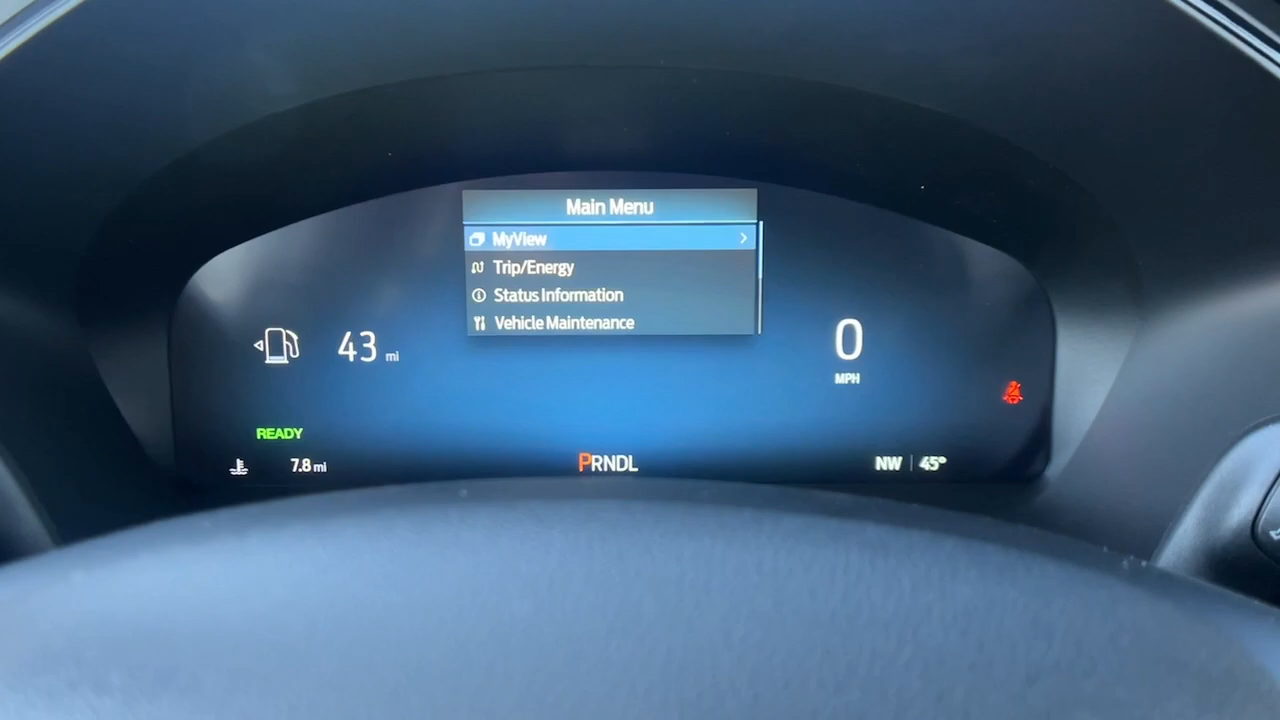 Main Menu
MyView
Trip/Energy
Status Information
Vehicle Maintenance
43 mi
0
MPH
READY
7.8 mi
PRNDL
NW 45°